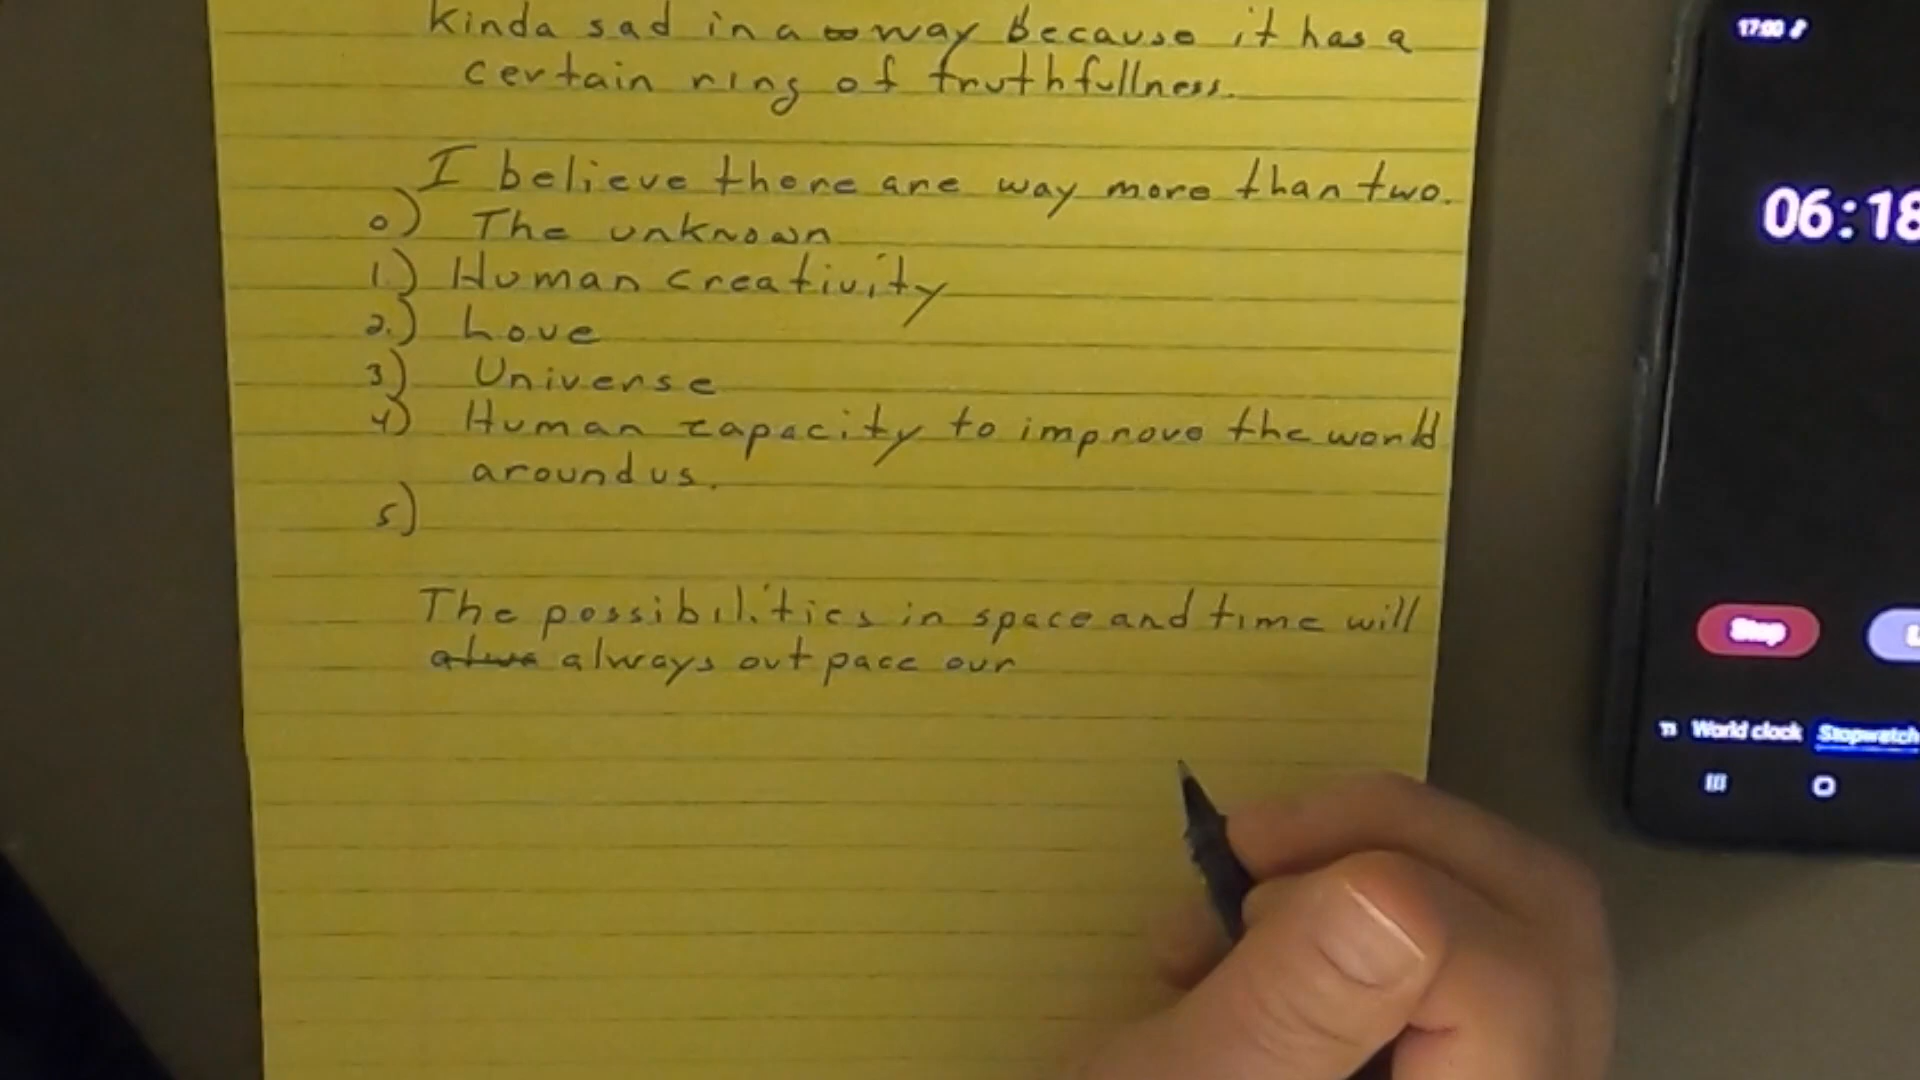 Kinda sad in a way because it has a
certain ring of truthfullness.
I believe there are way more than two.
0) The unknown
1.) Human creativity
2.) Love
3) Universe
4) Human capacity to improve the world
around us.
5)
The possibilities in space and time will
alwa always out pace our
17:00
06:18
Stop
L
World clock
Stopwatch